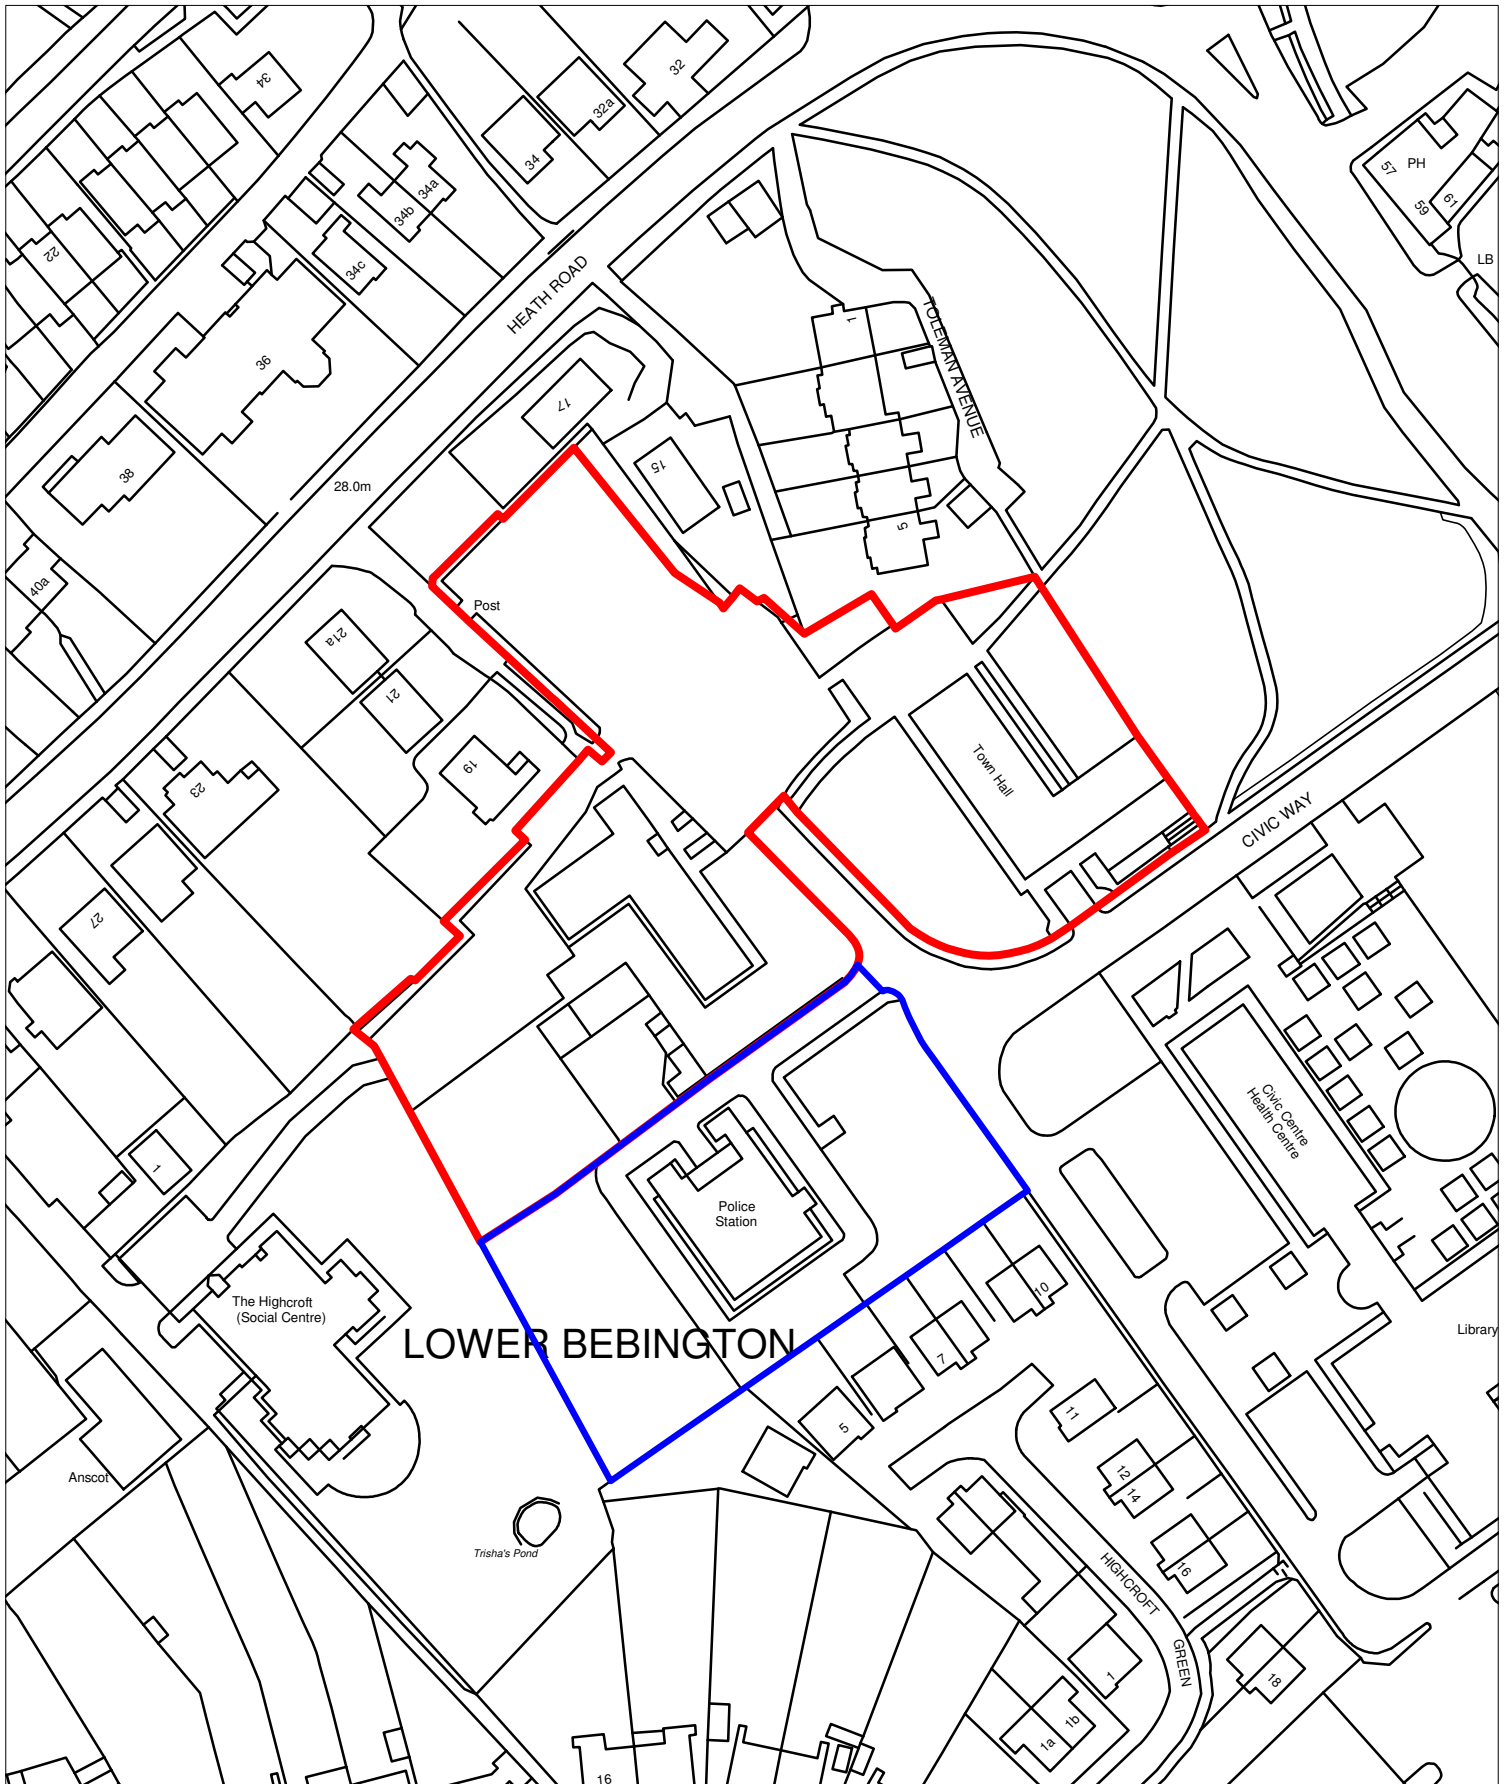 34
32
32a
34
34a
34b
34c
22
PH
57
59
61
LB
HEATH ROAD
36
1
TOLEMAN AVENUE
17
38
15
28.0m
5
40a
Post
21a
21
19
23
Town Hall
CIVIC WAY
27
Civic Centre
Health Centre
1
Police
Station
10
The Highcroft
(Social Centre)
LOWER BEBINGTON
Library
7
11
5
Anscot
12
14
Trisha's Pond
16
HIGHCROFT
GREEN
1
18
1b
1a
16